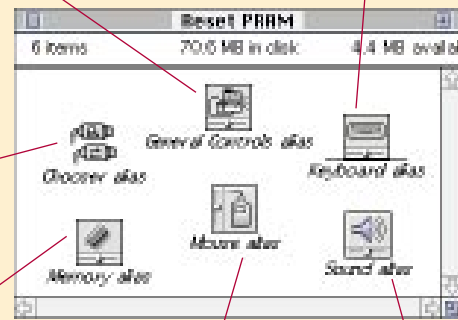 Reset PRAM
6 items 70.6 MB in disk 4.4 MB availa
General Controls alias
Chooser alias
Keyboard alias
Mouse alias
Memory alias
Sound alias